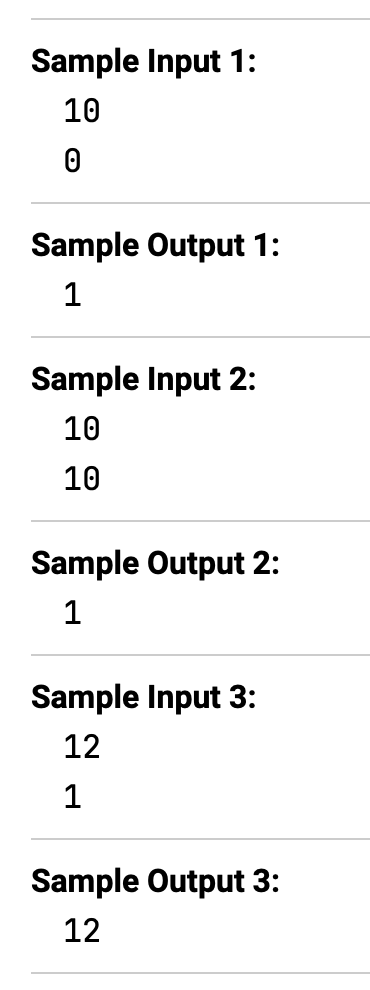 Sample Input 1:
10
0
Sample Output 1:
1
Sample Input 2:
10
10
Sample Output 2:
1
Sample Input 3:
12
1
Sample Output 3:
12